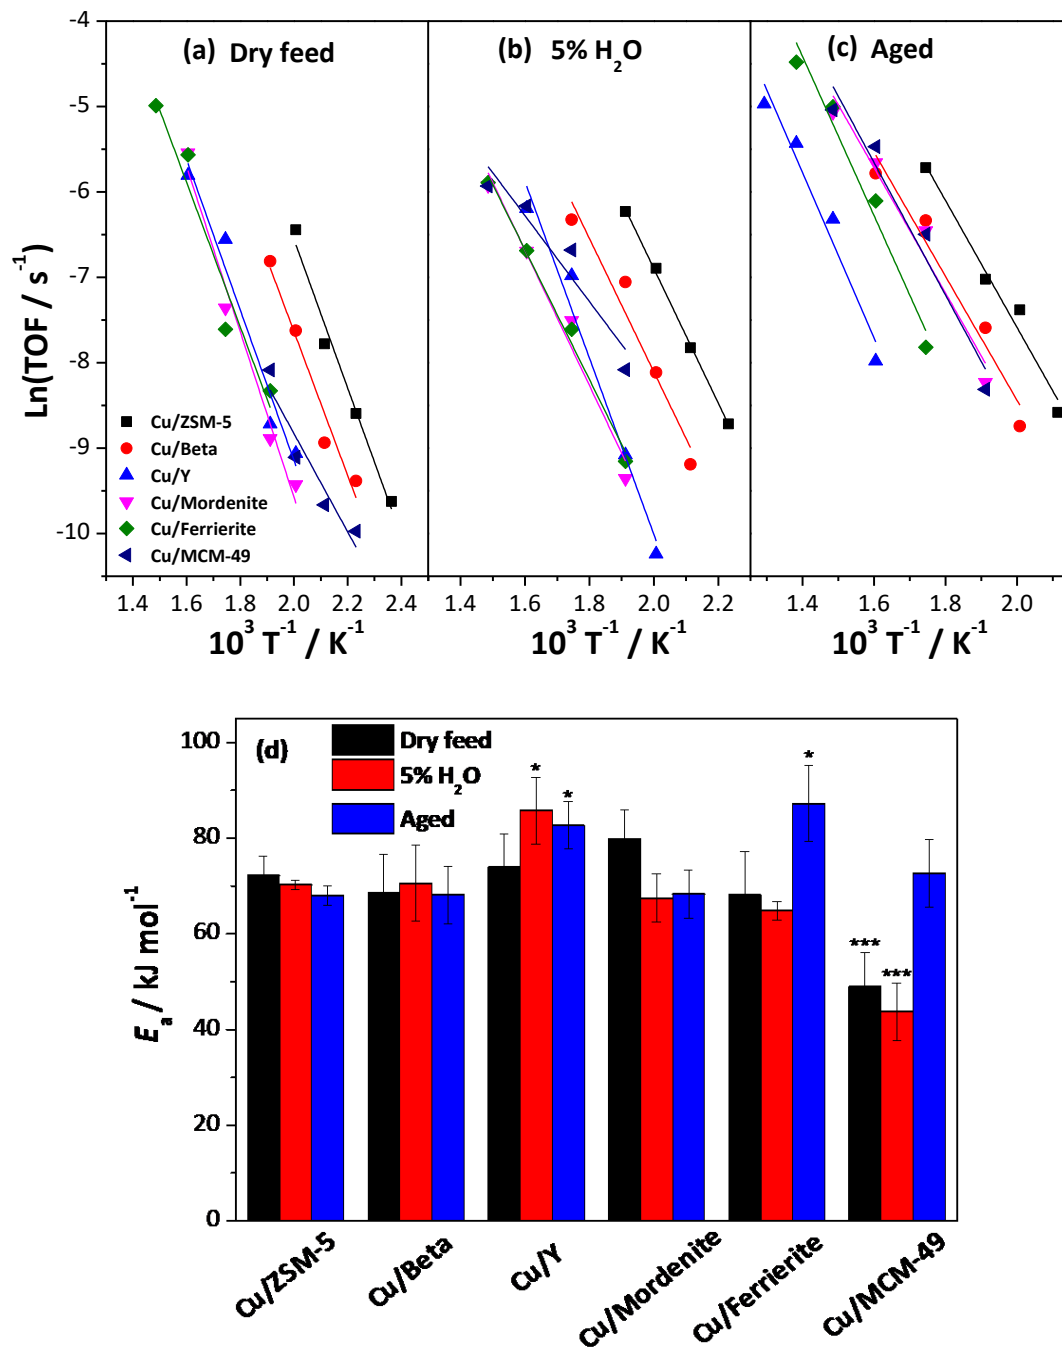 (a) Dry feed
(b) 5% H2O
(c) Aged
-4
-5
-6
-7
-8
-9
-10
Ln(TOF / s-1)
Cu/ZSM-5
Cu/Beta
Cu/Y
Cu/Mordenite
Cu/Ferrierite
Cu/MCM-49
1.4 1.6 1.8 2.0 2.2 2.4
1.4 1.6 1.8 2.0 2.2
1.4 1.6 1.8 2.0
10³ T⁻¹ / K⁻¹
10³ T⁻¹ / K⁻¹
10³ T⁻¹ / K⁻¹
(d)
Dry feed
5% H2O
Aged
100
80
60
40
20
0
Ea / kJ mol⁻¹
* * * *** ***
Cu/ZSM-5
Cu/Beta
Cu/Y
Cu/Mordenite
Cu/Ferrierite
Cu/MCM-49